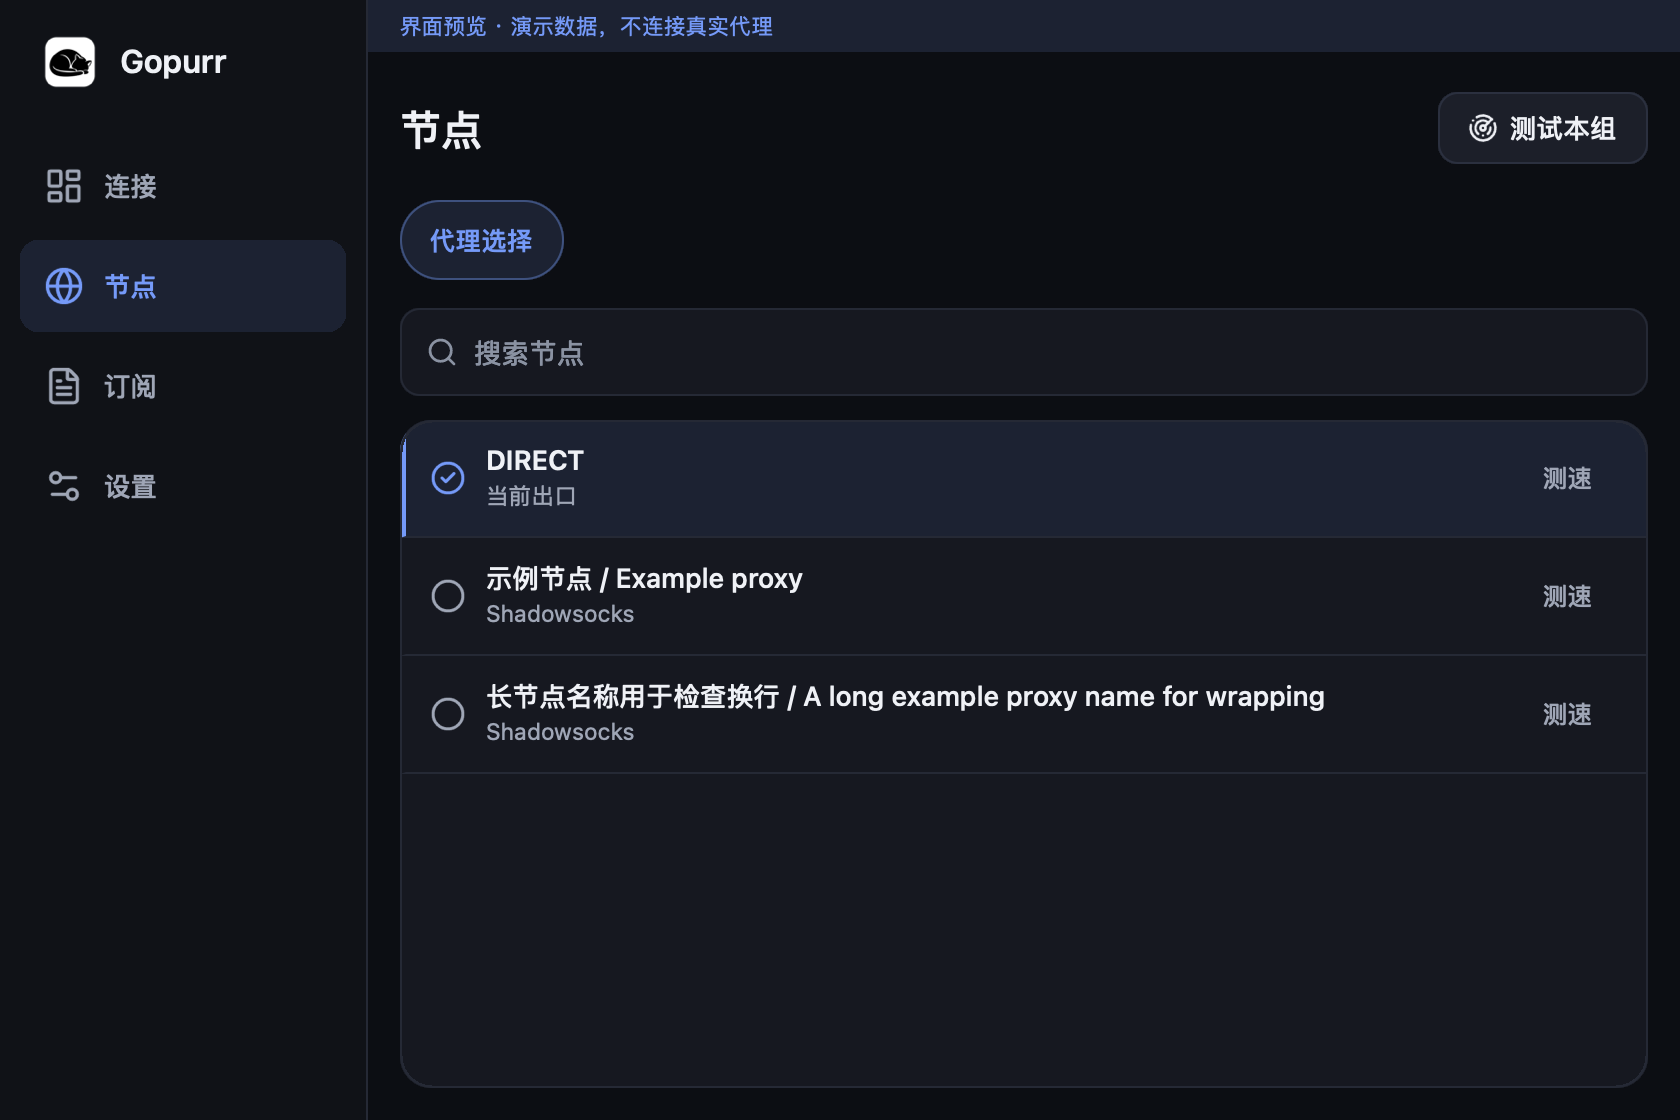 Gopurr
连接
节点
订阅
设置
界面预览 · 演示数据，不连接真实代理
节点
测试本组
代理选择
搜索节点
DIRECT
当前出口
测速
示例节点 / Example proxy
Shadowsocks
测速
长节点名称用于检查换行 / A long example proxy name for wrapping
Shadowsocks
测速